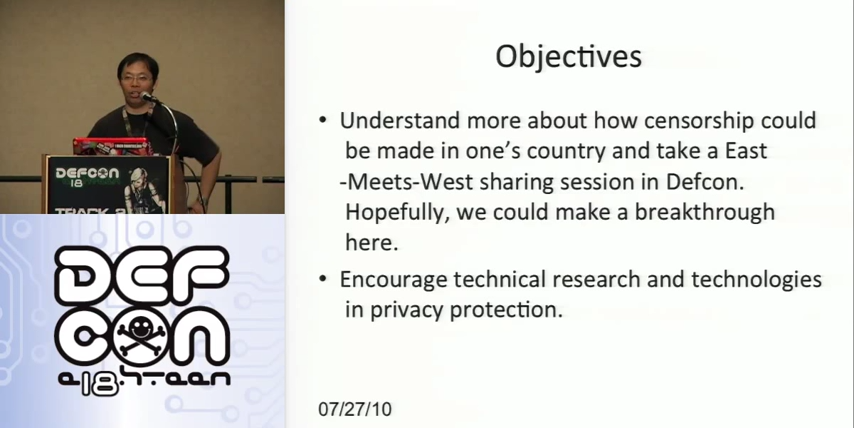 DEFCON
18
TRACK 2
DEF
CON
e18hteen
Objectives
• Understand more about how censorship could
be made in one's country and take a East
-Meets-West sharing session in Defcon.
Hopefully, we could make a breakthrough
here.
• Encourage technical research and technologies
in privacy protection.
07/27/10